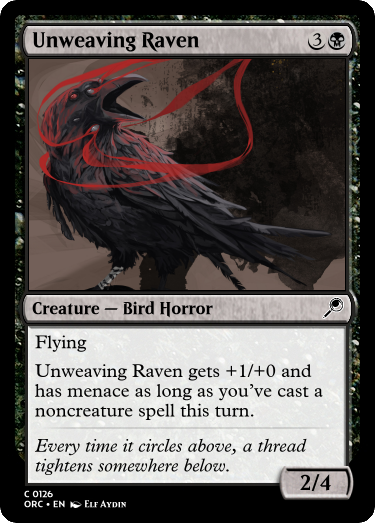 Unweaving Raven 3
Creature — Bird Horror
Flying
Unweaving Raven gets +1/+0 and
has menace as long as you've cast a
noncreature spell this turn.
Every time it circles above, a thread
tightens somewhere below.
2/4
C 0126
ORC • EN Elf Aydin